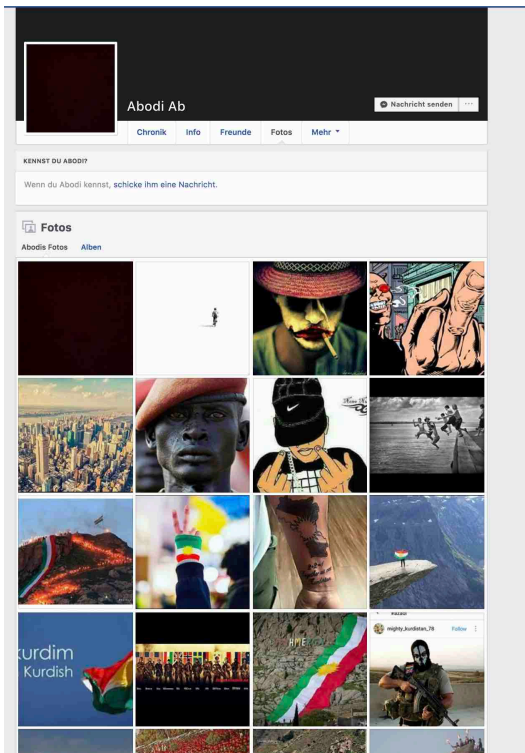 Abodi Ab
Nachricht senden ...
Chronik Info Freunde Fotos Mehr
KENNST DU ABODI?
Wenn du Abodi kennst, schicke ihm eine Nachricht.
Fotos
Abodis Fotos Alben
urdim
Kurdish
mighty_kurdistan_78 Follow